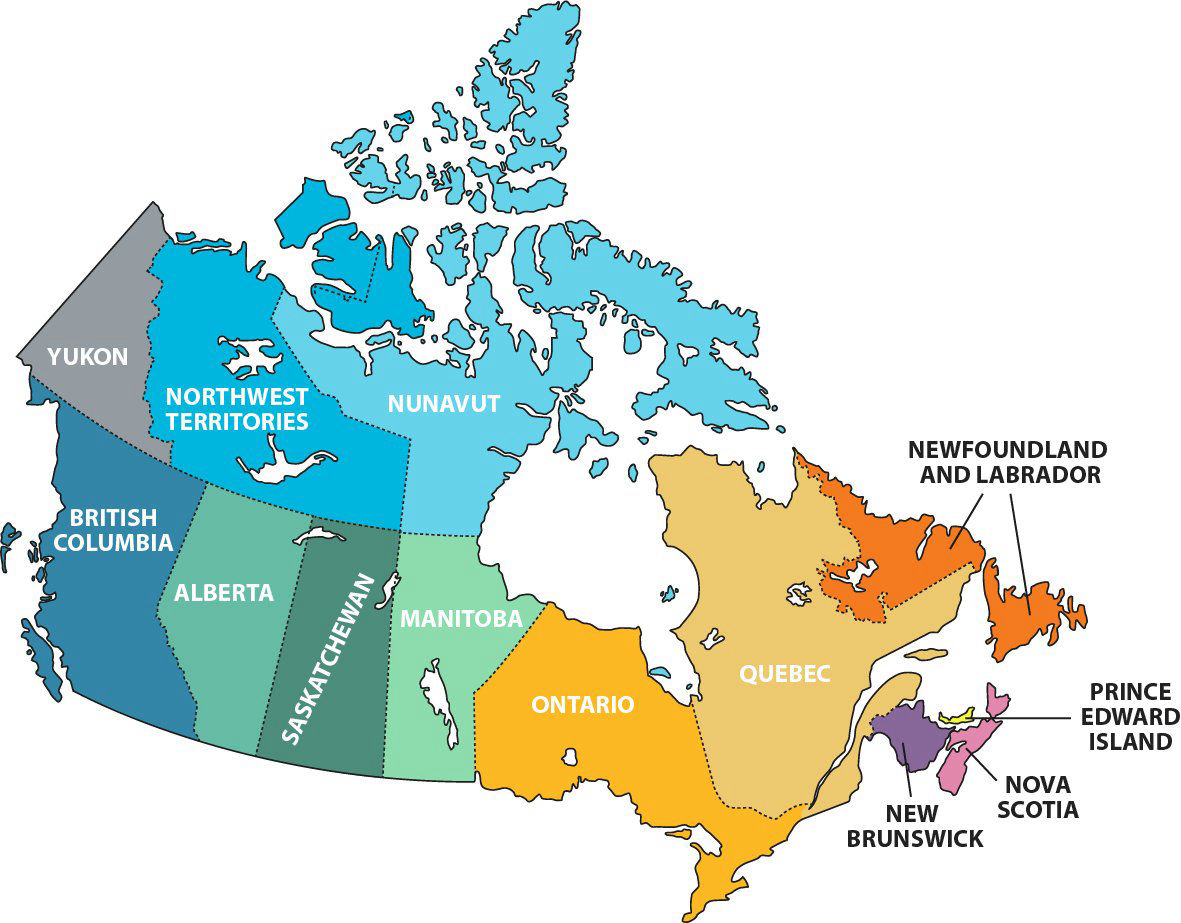 YUKON
NORTHWEST
TERRITORIES
NUNAVUT
BRITISH
COLUMBIA
ALBERTA
SASKATCHEWAN
MANITOBA
ONTARIO
QUEBEC
NEWFOUNDLAND
AND LABRADOR
PRINCE
EDWARD
ISLAND
NOVA
SCOTIA
NEW
BRUNSWICK